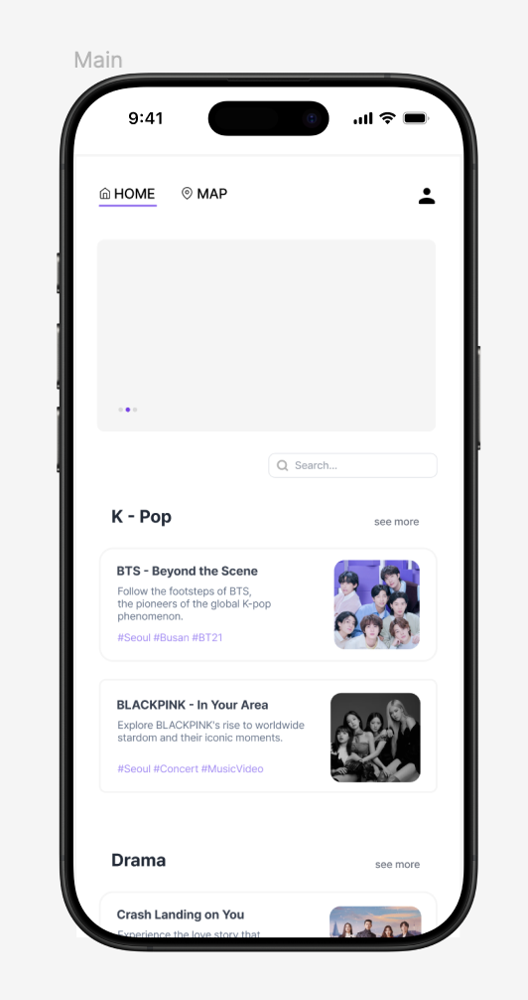 Main
9:41
HOME MAP
Search...
K - Pop
see more
BTS - Beyond the Scene
Follow the footsteps of BTS,
the pioneers of the global K-pop
phenomenon.
#Seoul #Busan #BT21
BLACKPINK - In Your Area
Explore BLACKPINK's rise to worldwide
stardom and their iconic moments.
#Seoul #Concert #MusicVideo
Drama
see more
Crash Landing on You
Experience the love story that